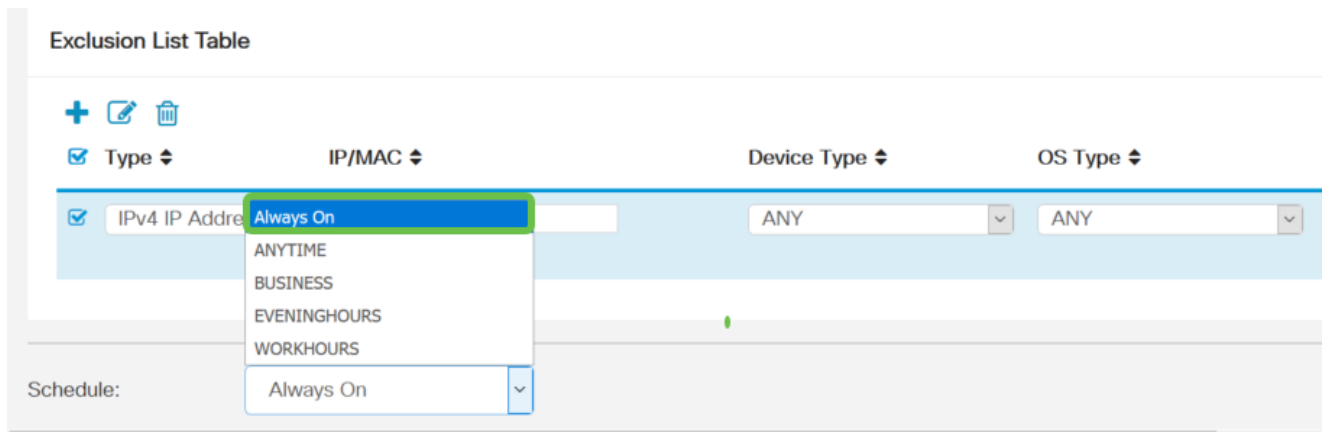 Exclusion List Table
Type IP/MAC Device Type OS Type
IPv4 IP Addre Always On ANY ANY
ANYTIME
BUSINESS
EVENINGHOURS
WORKHOURS
Schedule: Always On